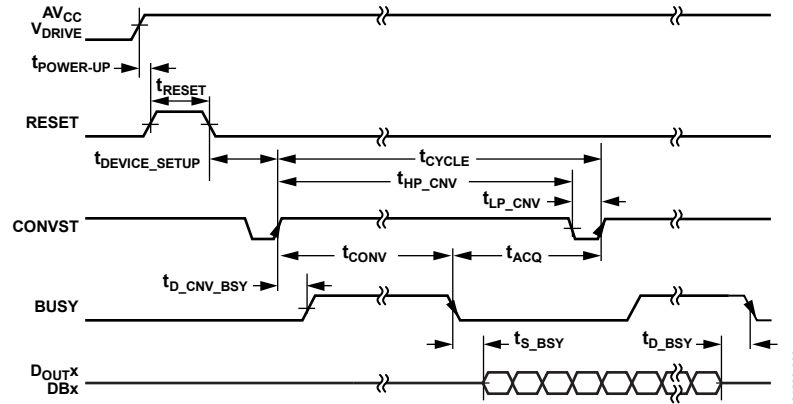 AVCC
VDRIVE
tPOWER-UP
tRESET
RESET
tDEVICE_SETUP
tCYCLE
tHP_CNV
tLP_CNV
CONVST
tCONV
tACQ
tD_CNV_BSY
BUSY
tS_BSY
tD_BSY
DOUTx
DBx